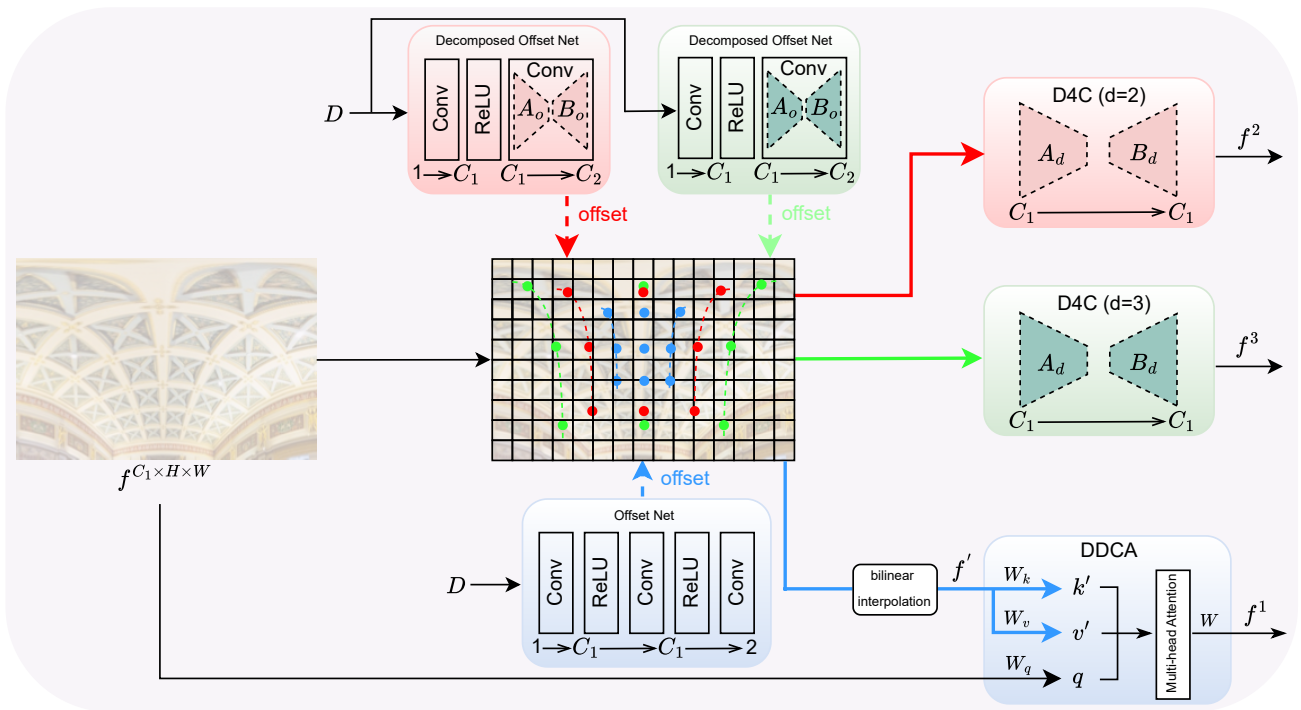 Decomposed Offset Net
Decomposed Offset Net
D
Conv
ReLU
Conv
A_o
B_o
1 → C_1
C_1 → C_2
Conv
ReLU
Conv
A_o
B_o
1 → C_1
C_1 → C_2
D4C (d=2)
A_d
B_d
C_1 → C_1
f^2
offset
offset
D4C (d=3)
A_d
B_d
C_1 → C_1
f^3
f^{C_1×H×W}
offset
Offset Net
D
Conv
ReLU
Conv
ReLU
Conv
1 → C_1 → C_1 → 2
bilinear
interpolation
f′
DDCA
W_k
k′
W_v
v′
W_q
q
Multi-head Attention
W
f^1